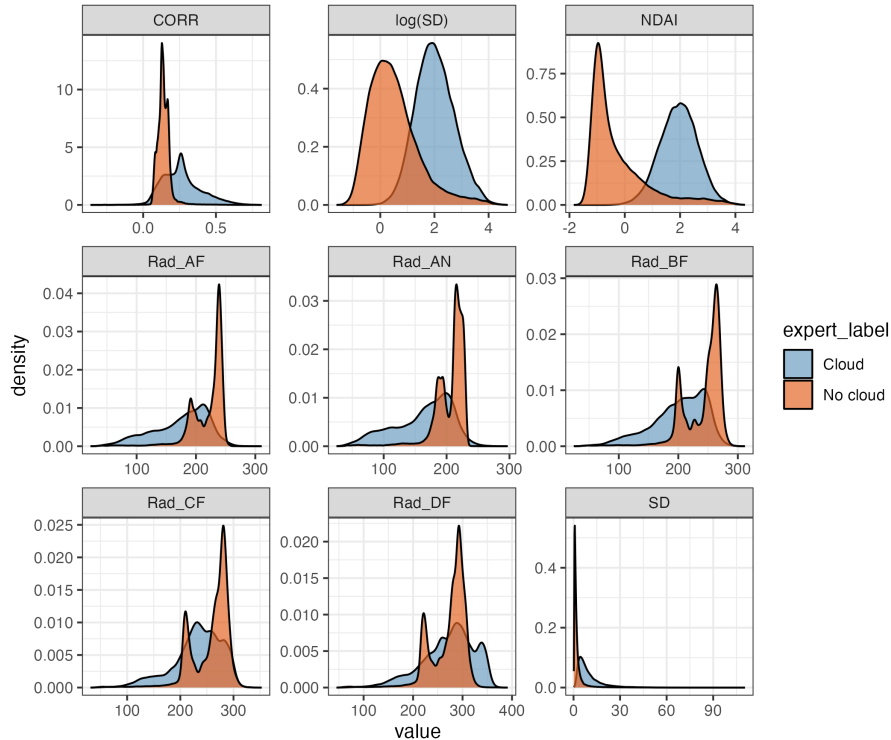 CORR log(SD) NDAI
10
5
0
0.0 0.5
0.4
0.2
0.0
0 2 4
0.75
0.50
0.25
0.00
-2 0 2 4
Rad_AF Rad_AN Rad_BF
0.04
0.03
0.02
0.01
0.00
100 200 300
0.03
0.02
0.01
0.00
100 200 300
0.03
0.02
0.01
0.00
100 200 300
Rad_CF Rad_DF SD
0.025
0.020
0.015
0.010
0.005
0.000
100 200 300
0.020
0.015
0.010
0.005
0.000
100 200 300 400
0.4
0.2
0.0
0 30 60 90
density
value
expert_label
Cloud
No cloud